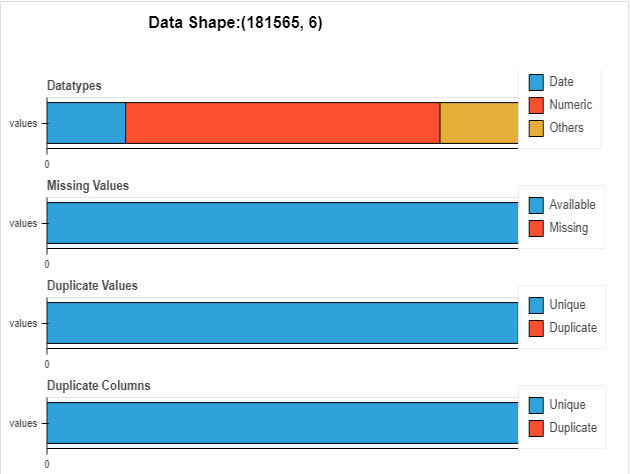 Data Shape:(181565, 6)
Datatypes
Date
Numeric
Others
values
0
Missing Values
Available
Missing
values
0
Duplicate Values
Unique
Duplicate
values
0
Duplicate Columns
Unique
Duplicate
values
0